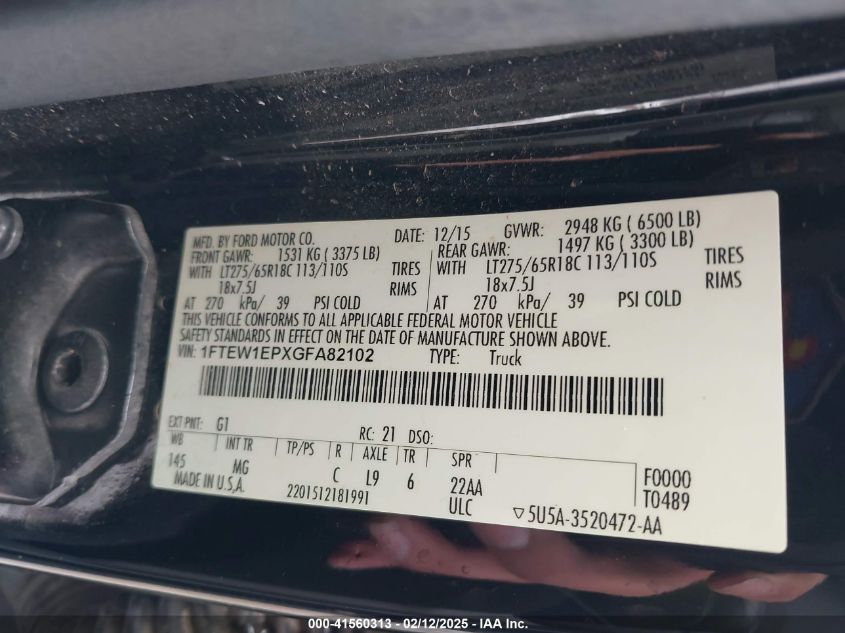 MFD. BY FORD MOTOR CO. DATE: 12/15 GVWR: 2948 KG ( 6500 LB)
FRONT GAWR: 1531 KG ( 3375 LB) REAR GAWR: 1497 KG ( 3300 LB)
WITH LT275/65R18C 113/110S TIRES WITH LT275/65R18C 113/110S TIRES
18x7.5J RIMS 18x7.5J RIMS
AT 270 kPa/ 39 PSI COLD AT 270 kPa/ 39 PSI COLD
THIS VEHICLE CONFORMS TO ALL APPLICABLE FEDERAL MOTOR VEHICLE
SAFETY STANDARDS IN EFFECT ON THE DATE OF MANUFACTURE SHOWN ABOVE.
VIN: 1FTEW1EPXGFA82102 TYPE: Truck
EXT PNT: G1 RC: 21 DSO:
WB INT TR TP/PS R AXLE TR SPR
145 MG C L9 6 22AA F0000
MADE IN U.S.A. 2201512181991 ULC T0489
▽5U5A-3520472-AA
000-41560313 - 02/12/2025 - IAA Inc.